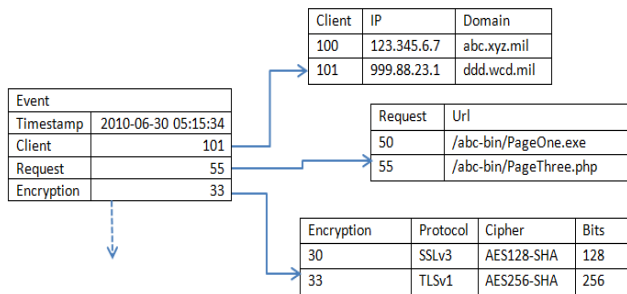 Client IP Domain
100 123.345.6.7 abc.xyz.mil
101 999.88.23.1 ddd.wcd.mil
Event
Timestamp 2010-06-30 05:15:34
Client 101
Request 55
Encryption 33
Request Url
50 /abc-bin/PageOne.exe
55 /abc-bin/PageThree.php
Encryption Protocol Cipher Bits
30 SSLv3 AES128-SHA 128
33 TLSv1 AES256-SHA 256